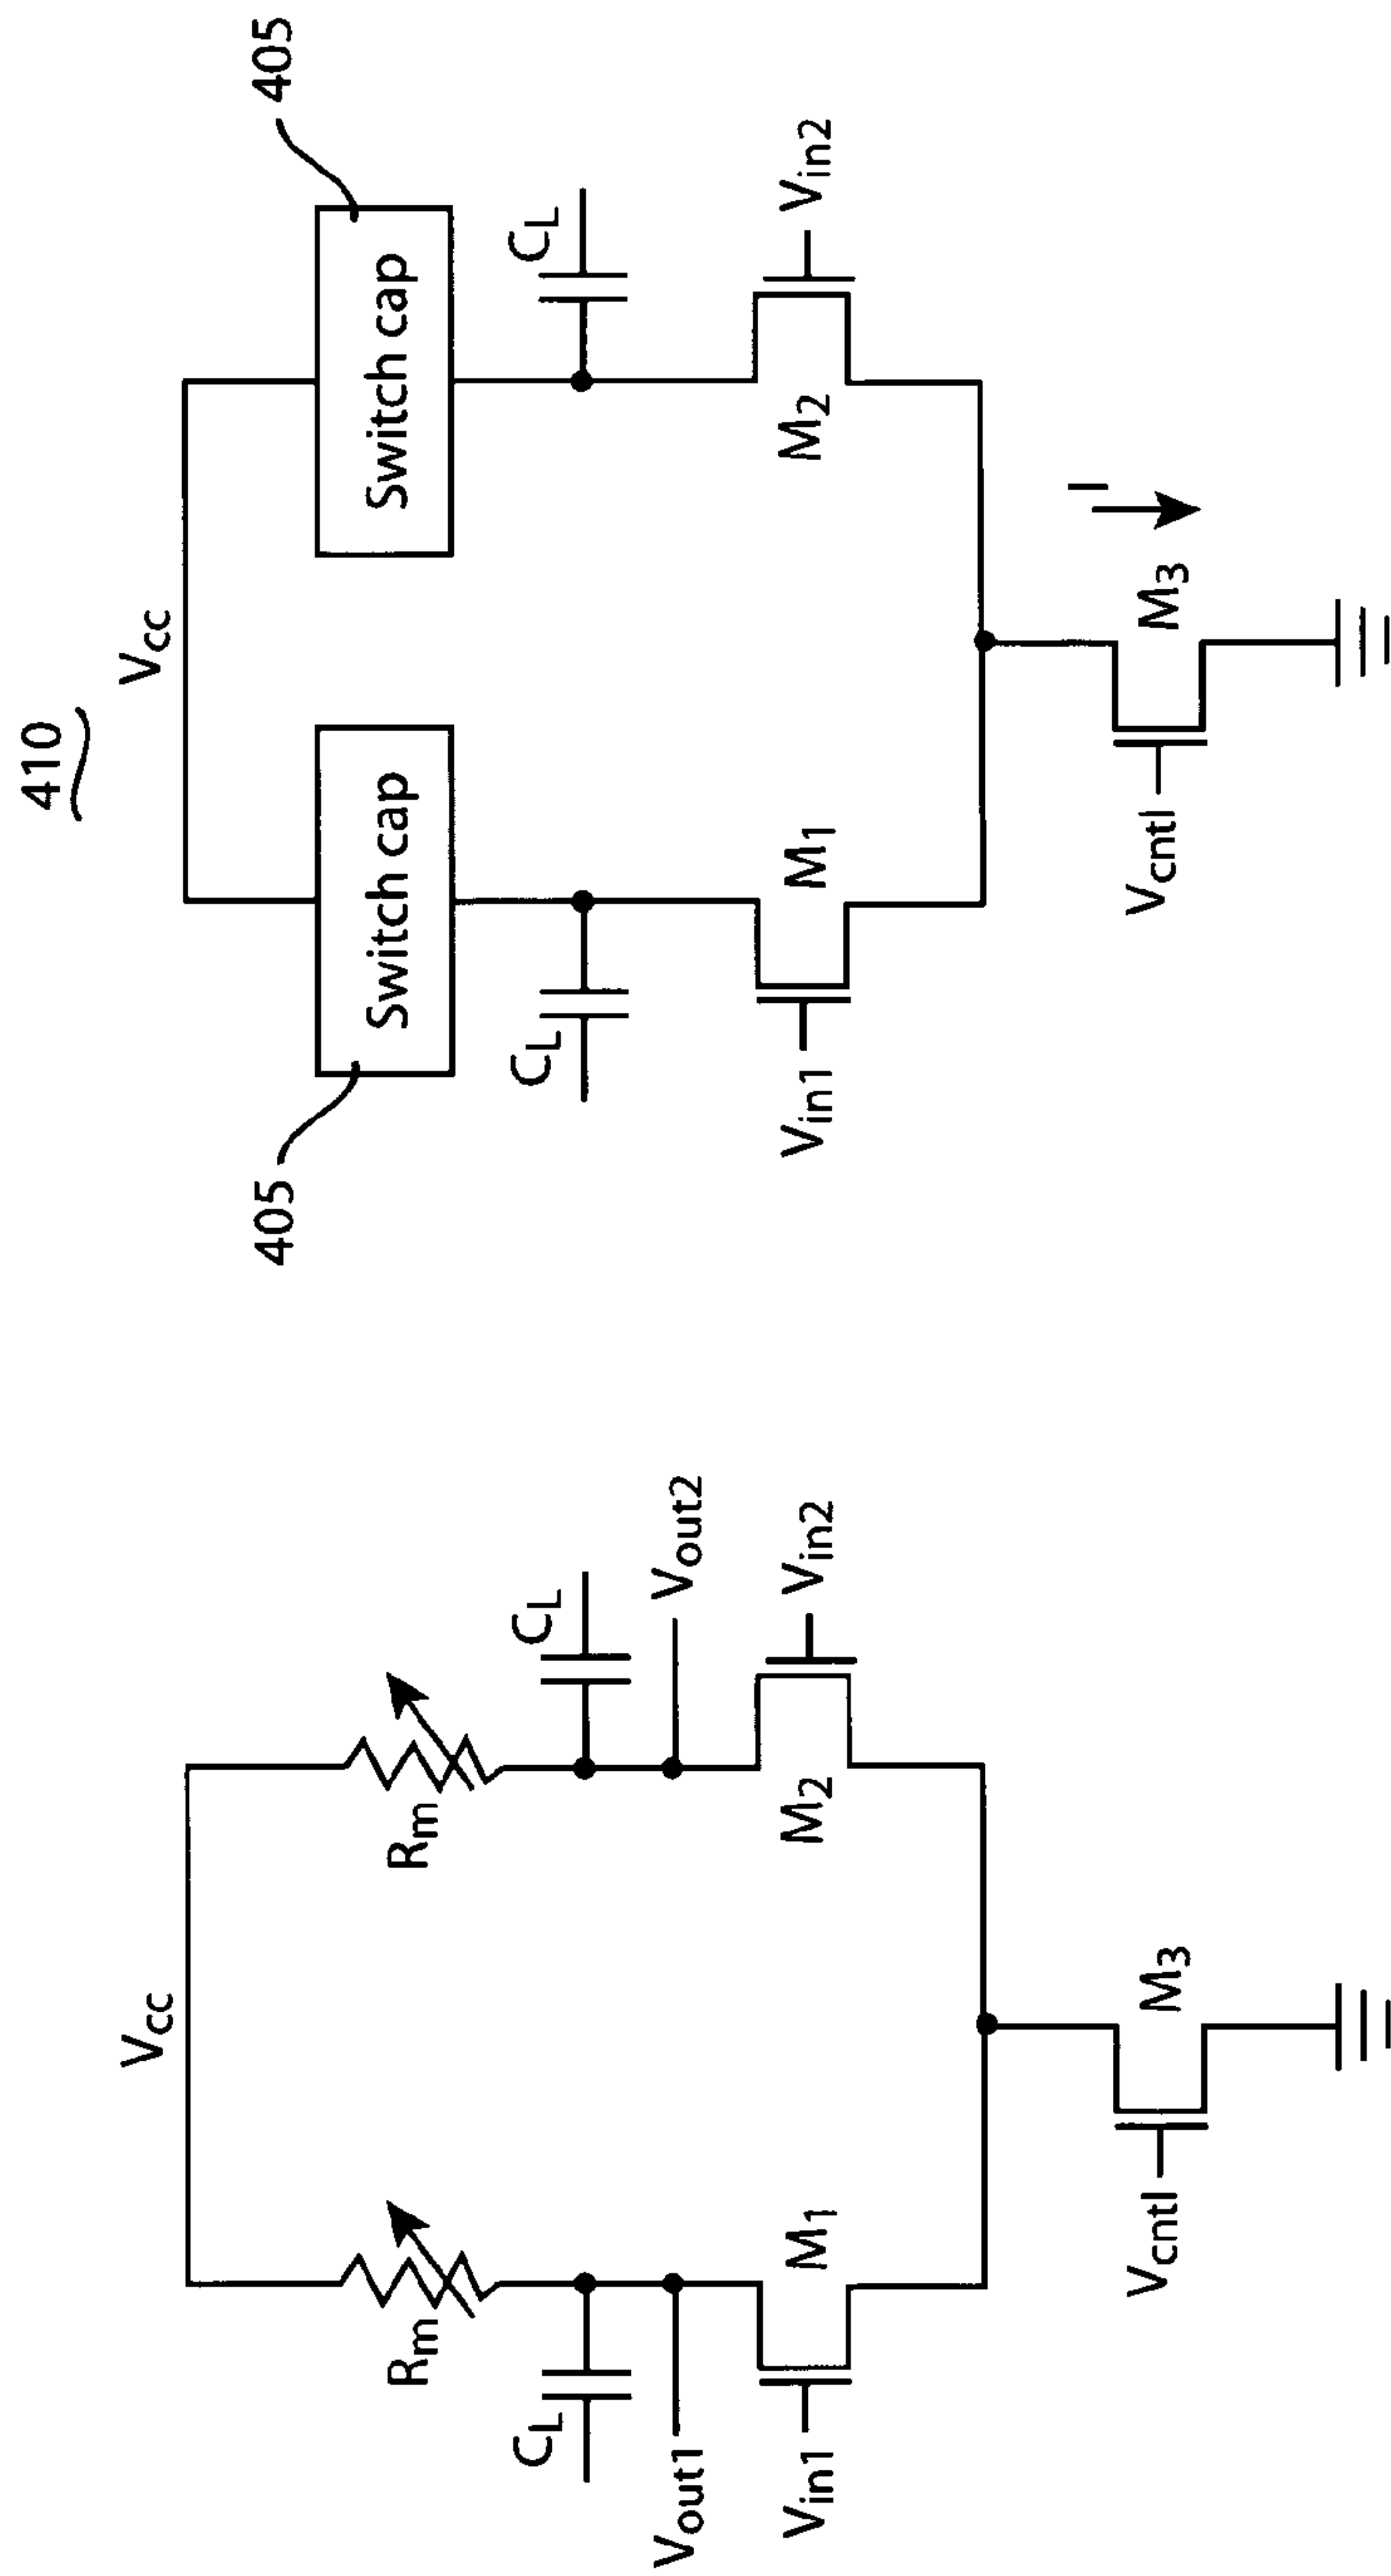 Vcc
Rm
Rm
CL
CL
Vout1
Vout2
Vin1
M1
M2
Vin2
Vcntl
M3
410
Vcc
405
Switch cap
Switch cap
405
CL
CL
Vin1
M1
M2
Vin2
I
Vcntl
M3